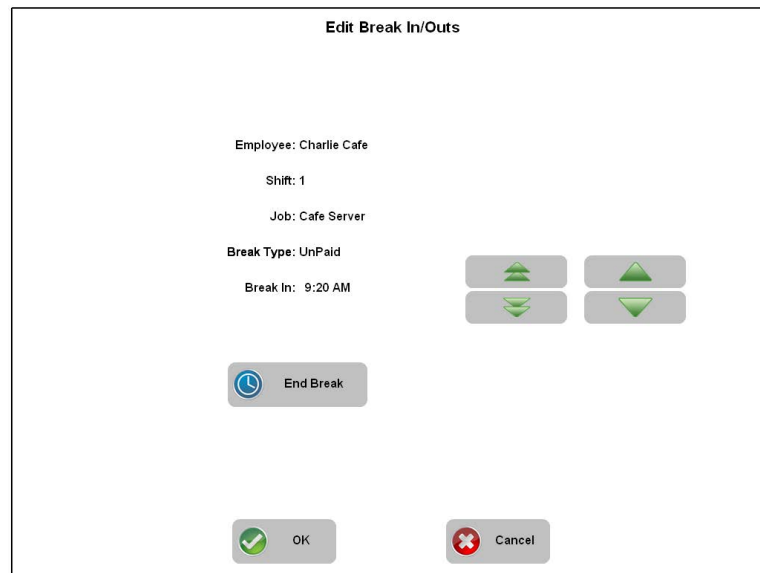 Edit Break In/Outs
Employee: Charlie Cafe
Shift: 1
Job: Cafe Server
Break Type: UnPaid
Break In: 9:20 AM
End Break
OK
Cancel